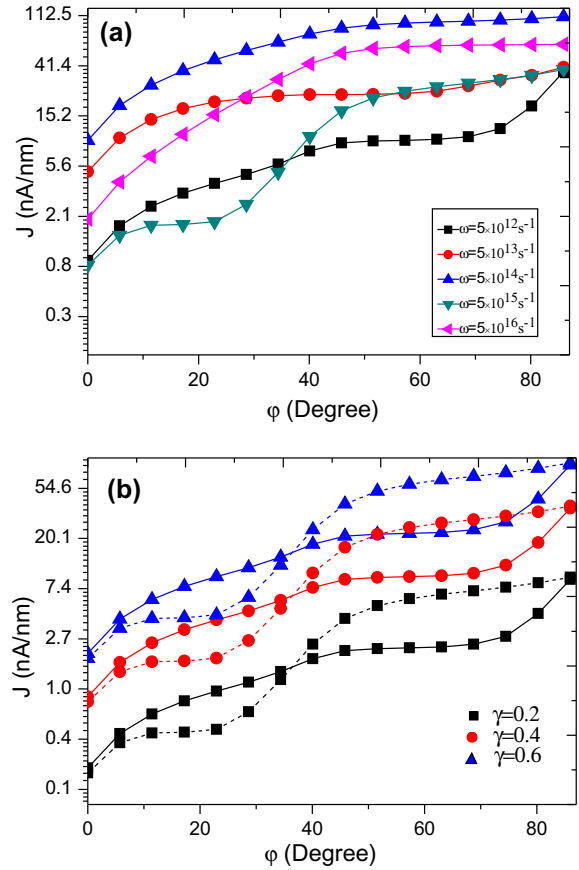 (a)
112.5
41.4
15.2
5.6
2.1
0.8
0.3
J (nA/nm)
ω=5×10¹²s⁻¹
ω=5×10¹³s⁻¹
ω=5×10¹⁴s⁻¹
ω=5×10¹⁵s⁻¹
ω=5×10¹⁶s⁻¹
0 20 40 60 80
φ (Degree)
(b)
54.6
20.1
7.4
2.7
1.0
0.4
0.1
J (nA/nm)
γ=0.2
γ=0.4
γ=0.6
0 20 40 60 80
φ (Degree)